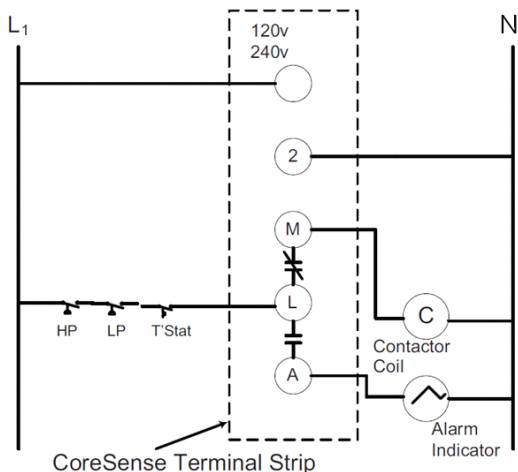 L₁
N
120v
240v
2
M
L
HP
LP
T'Stat
C
Contactor
Coil
A
Alarm
Indicator
CoreSense Terminal Strip